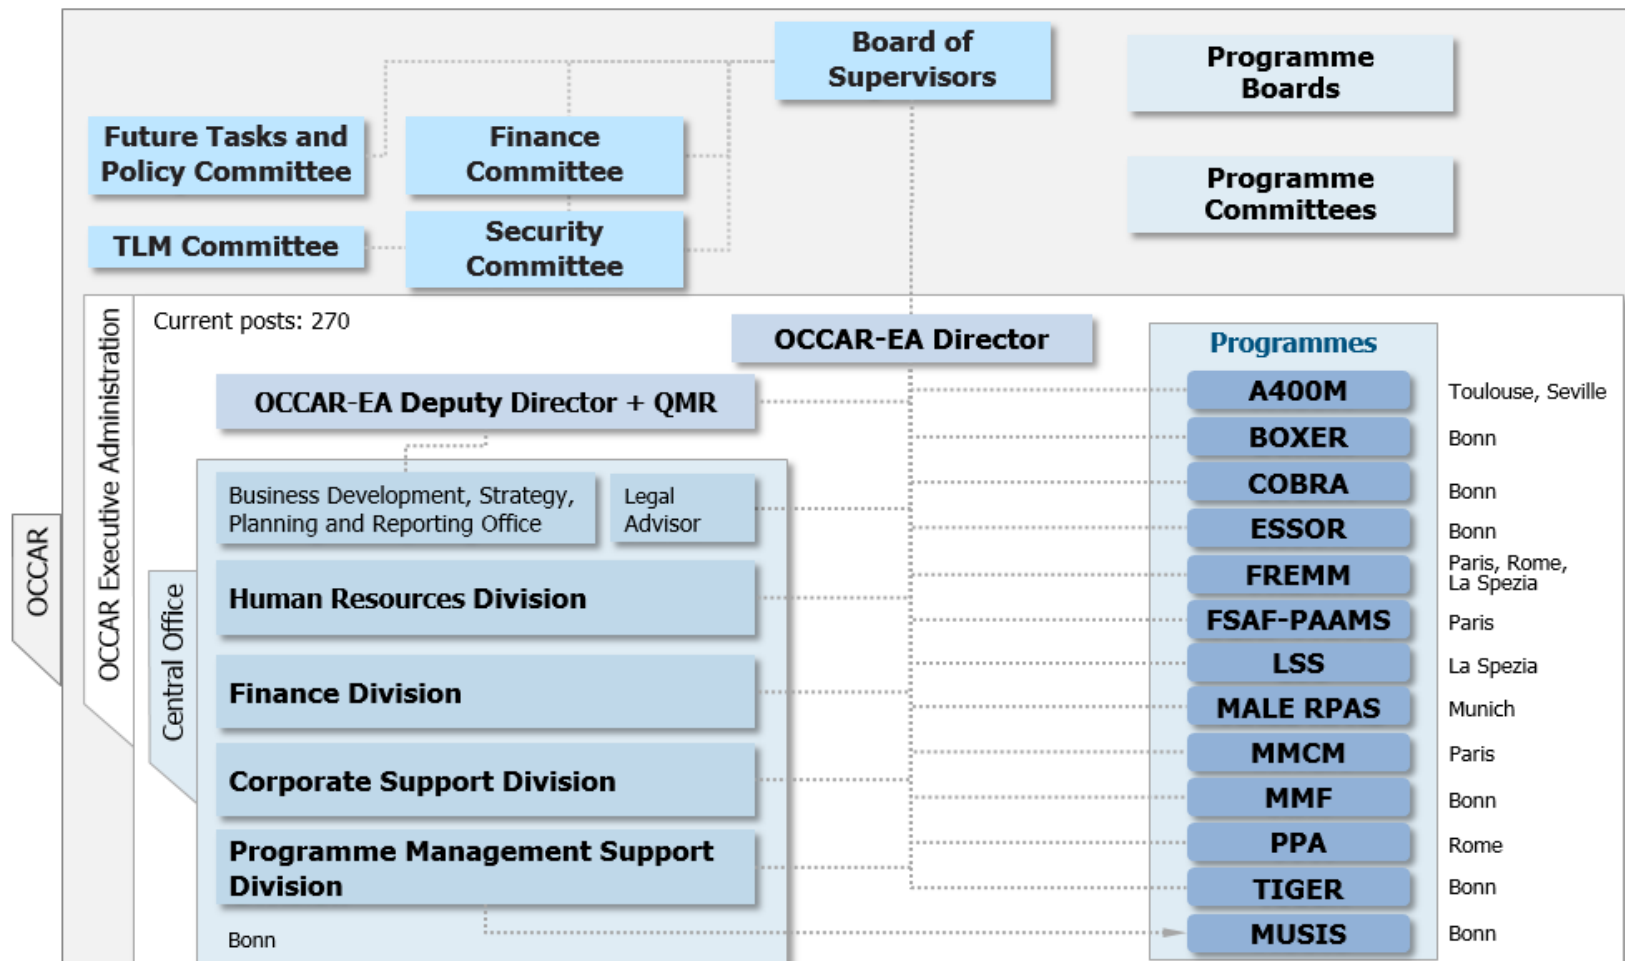 Board of
Supervisors
Programme
Boards
Future Tasks and
Policy Committee
Finance
Committee
Programme
Committees
TLM Committee
Security
Committee
OCCAR
OCCAR Executive Administration
Current posts: 270
OCCAR-EA Director
OCCAR-EA Deputy Director + QMR
Central Office
Business Development, Strategy,
Planning and Reporting Office
Legal
Advisor
Human Resources Division
Finance Division
Corporate Support Division
Programme Management Support
Division
Bonn
Programmes
A400M
Toulouse, Seville
BOXER
Bonn
COBRA
Bonn
ESSOR
Bonn
FREMM
Paris, Rome,
La Spezia
FSAF-PAAMS
Paris
LSS
La Spezia
MALE RPAS
Munich
MMCM
Paris
MMF
Bonn
PPA
Rome
TIGER
Bonn
MUSIS
Bonn